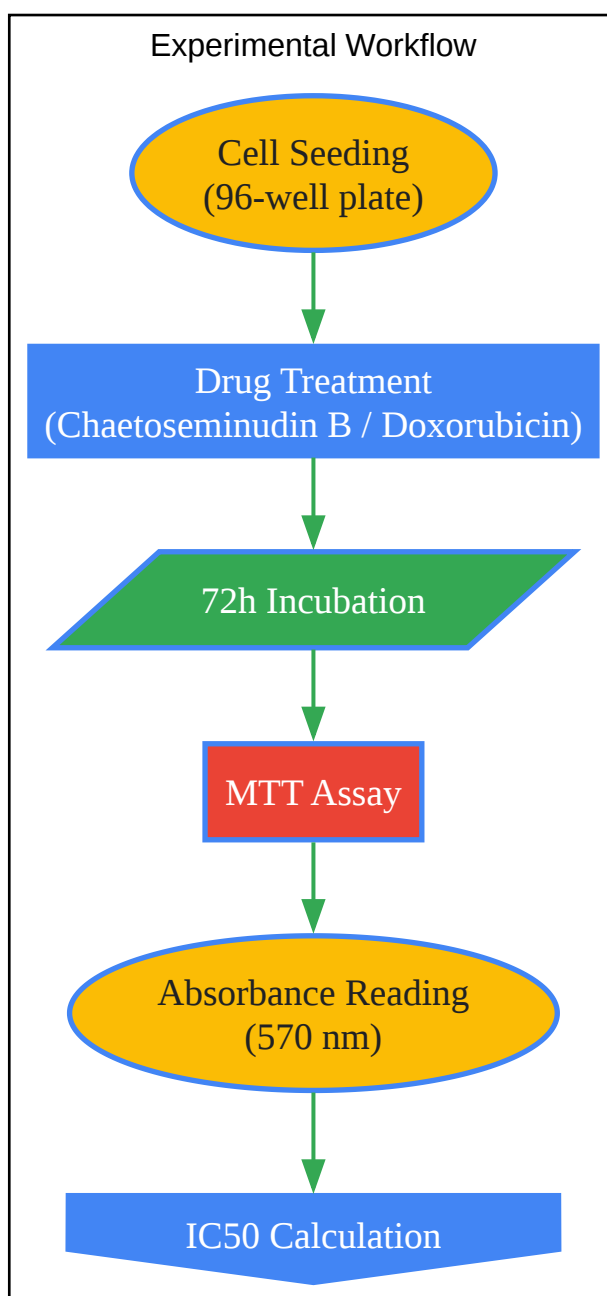 Experimental Workflow
Cell Seeding
(96-well plate)
Drug Treatment
(Chaetoseminudin B / Doxorubicin)
72h Incubation
MTT Assay
Absorbance Reading
(570 nm)
IC50 Calculation